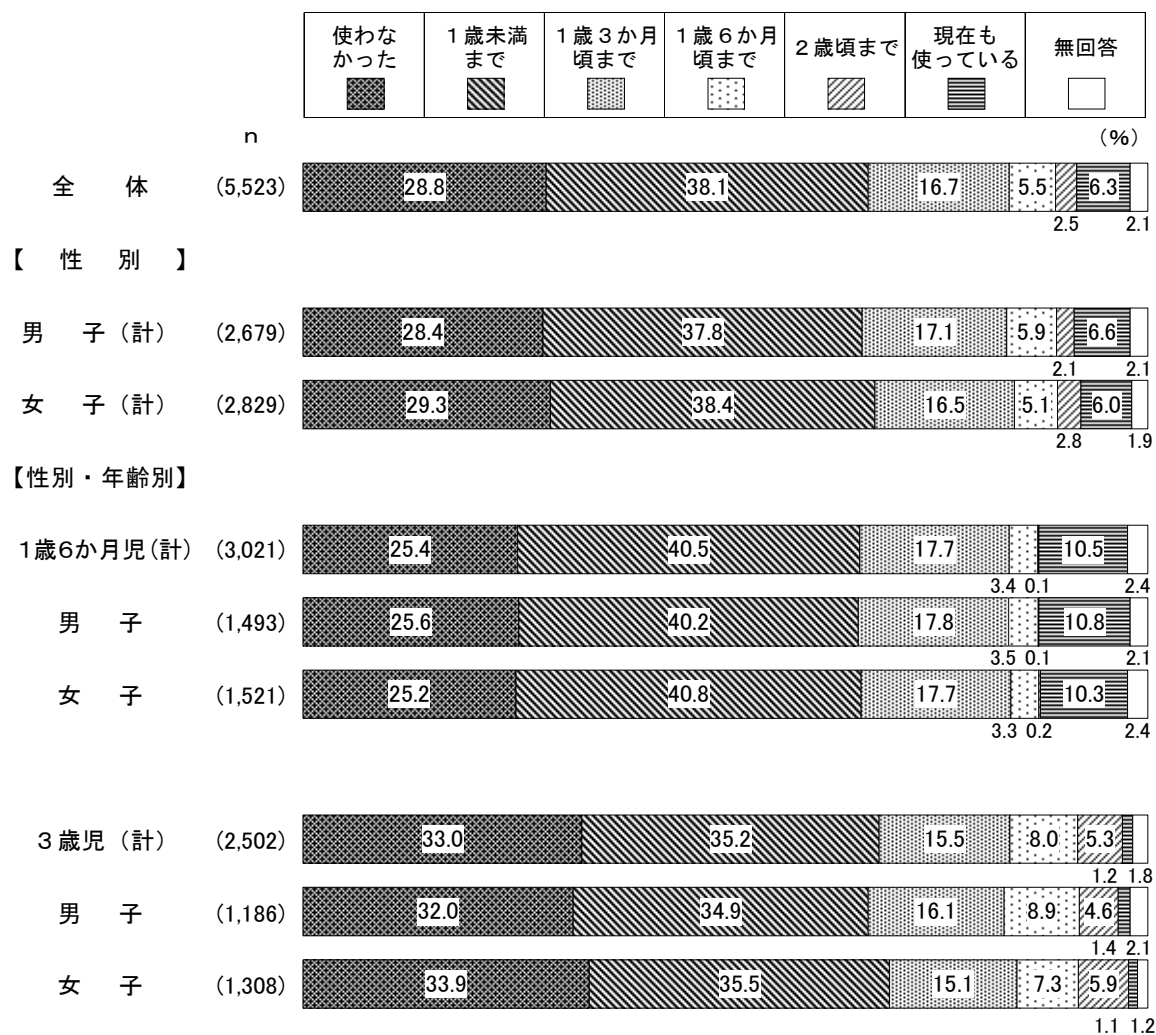 使わな　１歳未満　１歳３か月　１歳６か月　２歳頃まで　現在も　無回答
かった　まで　頃まで　頃まで　使っている
n　(%)
全　体　(5,523)　28.8　38.1　16.7　5.5　6.3
2.5　2.1
【　性　別　】
男　子（計）　(2,679)　28.4　37.8　17.1　5.9　6.6
2.1　2.1
女　子（計）　(2,829)　29.3　38.4　16.5　5.1　6.0
2.8　1.9
【性別・年齢別】
１歳６か月児（計）　(3,021)　25.4　40.5　17.7　10.5
3.4　0.1　2.4
男　子　(1,493)　25.6　40.2　17.8　10.8
3.5　0.1　2.1
女　子　(1,521)　25.2　40.8　17.7　10.3
3.3　0.2　2.4
３歳児（計）　(2,502)　33.0　35.2　15.5　8.0　5.3
1.2　1.8
男　子　(1,186)　32.0　34.9　16.1　8.9　4.6
1.4　2.1
女　子　(1,308)　33.9　35.5　15.1　7.3　5.9
1.1　1.2